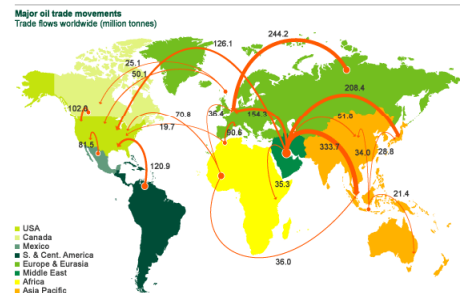 Major oil trade movements
Trade flows worldwide (million tonnes)
244.2
126.1
25.1
50.1
208.4
102.0
70.8
36.4
154.3
51.8
19.7
81.5
90.6
333.7
34.0
28.8
120.9
35.3
21.4
36.0
USA
Canada
Mexico
S. & Cent. America
Europe & Eurasia
Middle East
Africa
Asia Pacific